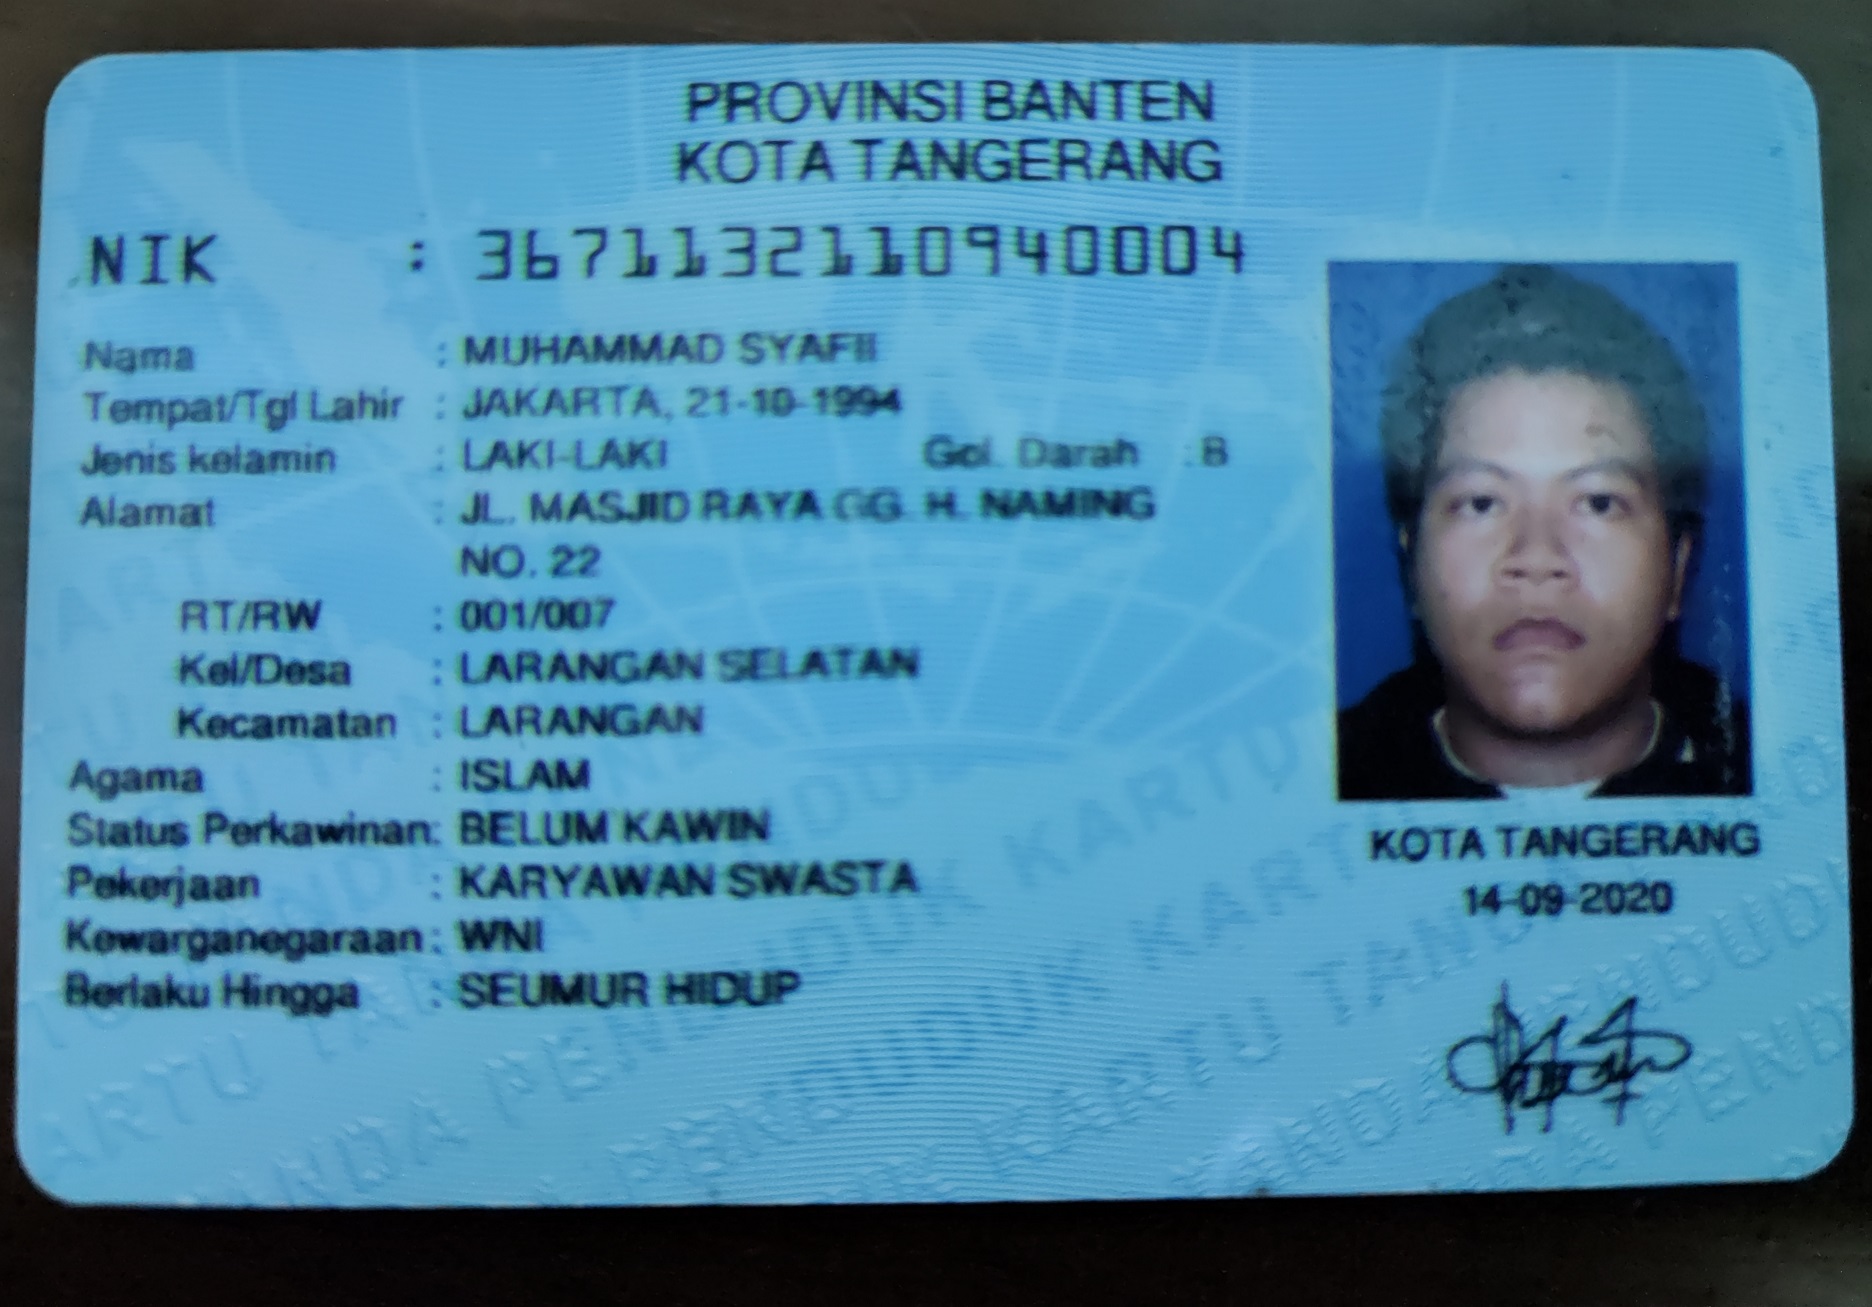 PROVINSI BANTEN
KOTA TANGERANG
NIK : 3671132110940004
Nama : MUHAMMAD SYAFII
Tempat/Tgl Lahir : JAKARTA, 21-10-1994
Jenis kelamin : LAKI-LAKI Gol. Darah : B
Alamat : JL. MASJID RAYA GG. H. NAMING
NO. 22
RT/RW : 001/007
Kel/Desa : LARANGAN SELATAN
Kecamatan : LARANGAN
Agama : ISLAM
Status Perkawinan: BELUM KAWIN
Pekerjaan : KARYAWAN SWASTA
Kewarganegaraan: WNI
Berlaku Hingga : SEUMUR HIDUP
KOTA TANGERANG
14-09-2020